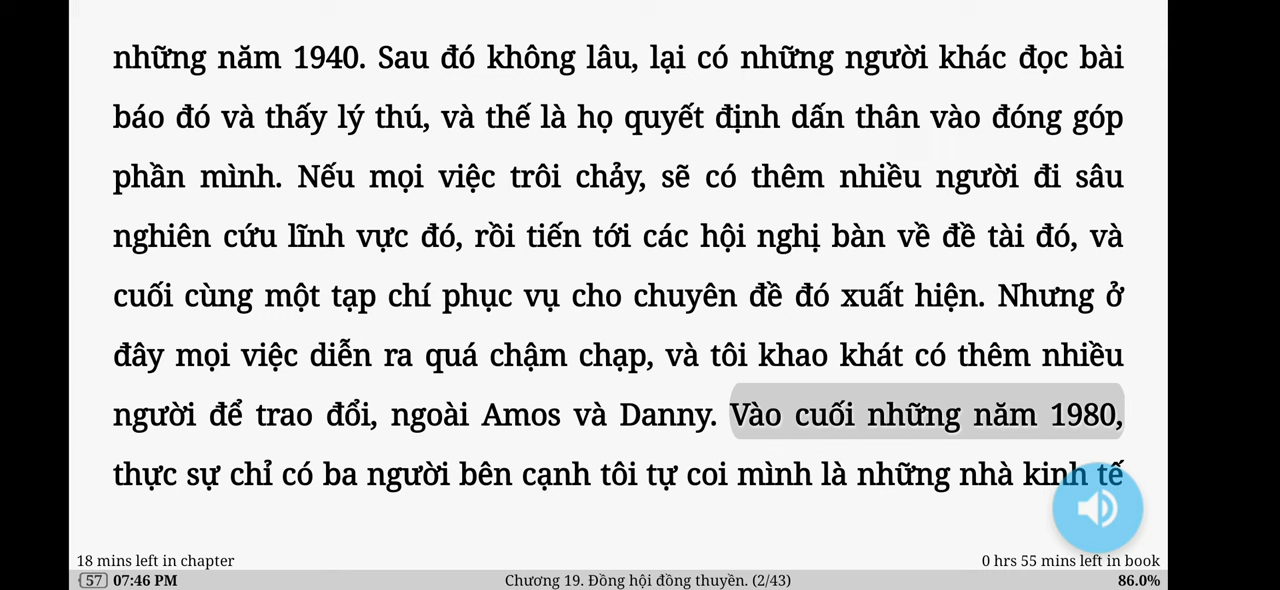 những năm 1940. Sau đó không lâu, lại có những người khác đọc bài
báo đó và thấy lý thú, và thế là họ quyết định dấn thân vào đóng góp
phần mình. Nếu mọi việc trôi chảy, sẽ có thêm nhiều người đi sâu
nghiên cứu lĩnh vực đó, rồi tiến tới các hội nghị bàn về đề tài đó, và
cuối cùng một tạp chí phục vụ cho chuyên đề đó xuất hiện. Nhưng ở
đây mọi việc diễn ra quá chậm chạp, và tôi khao khát có thêm nhiều
người để trao đổi, ngoài Amos và Danny. Vào cuối những năm 1980,
thực sự chỉ có ba người bên cạnh tôi tự coi mình là những nhà kinh tế
18 mins left in chapter
0 hrs 55 mins left in book
57 07:46 PM
Chương 19. Đồng hội đồng thuyền. (2/43)
86.0%